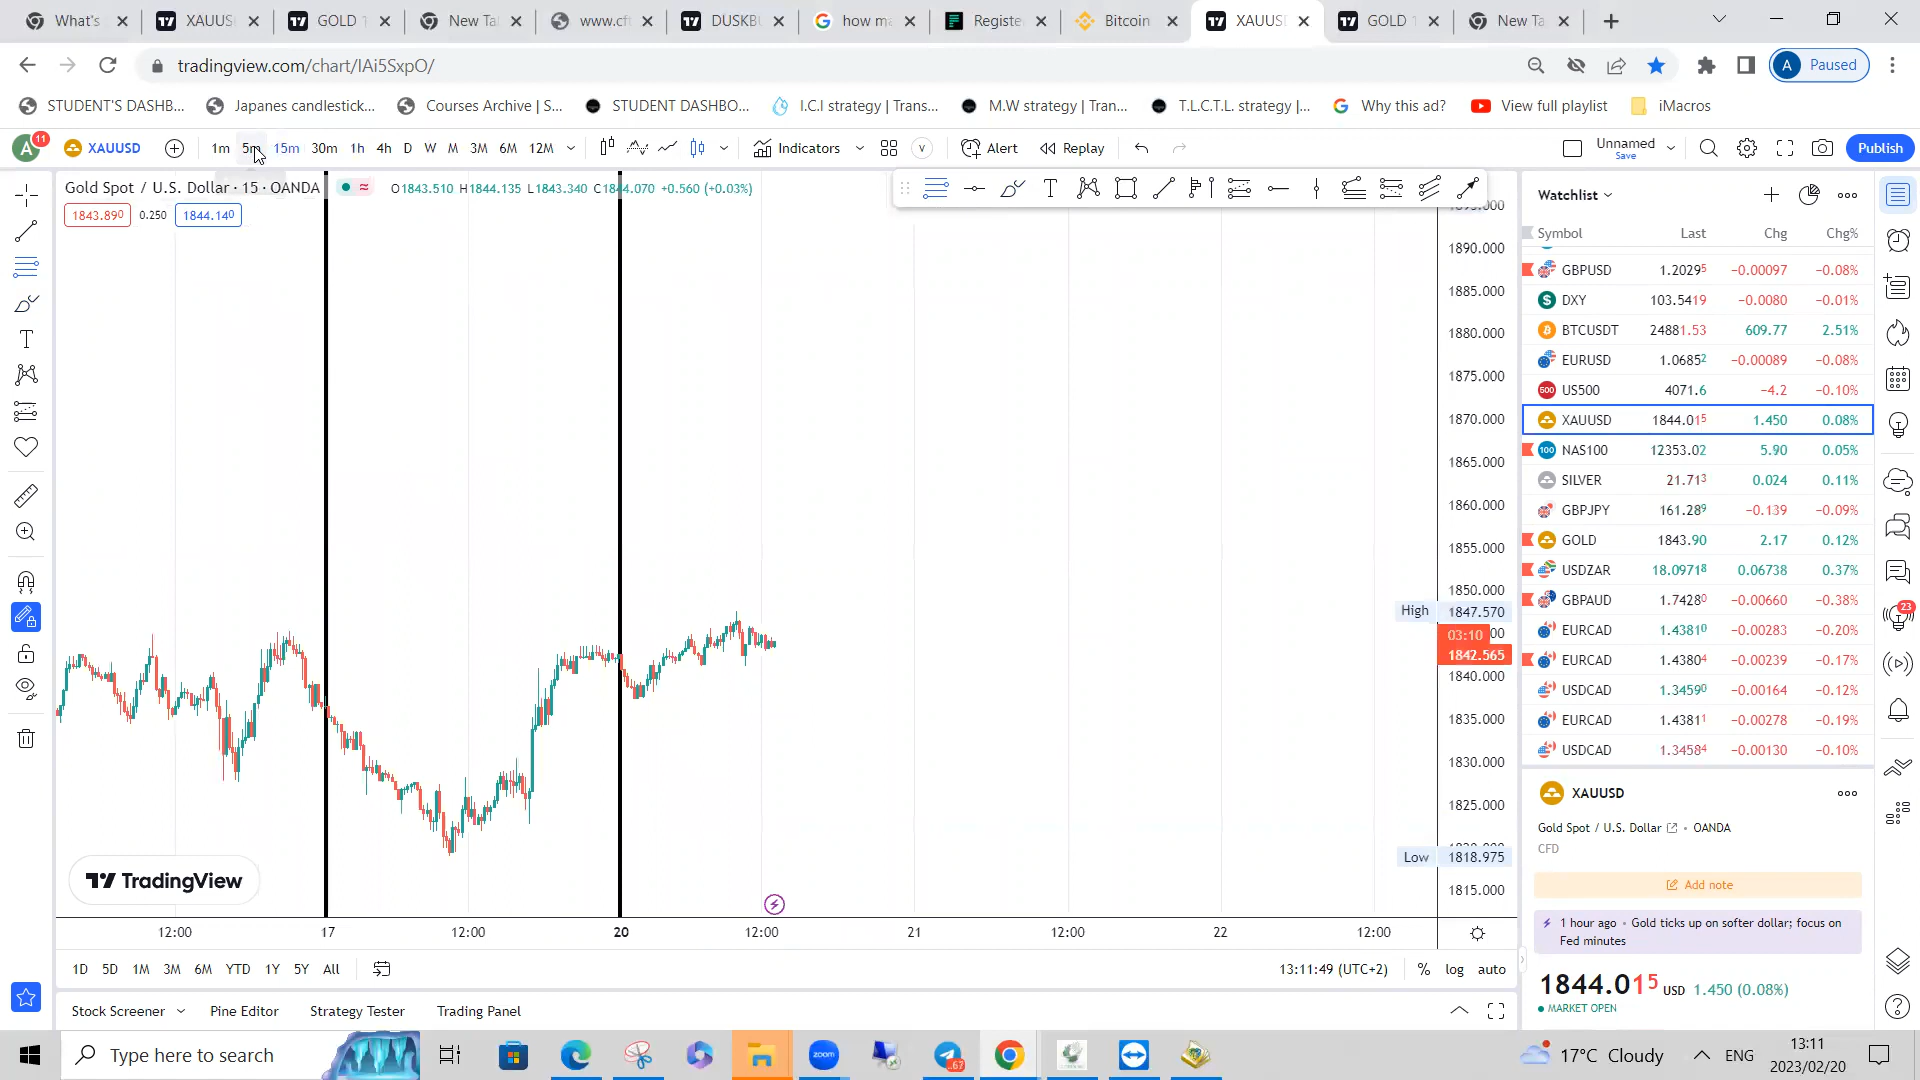 What's
XAUUS
GOLD 1
New Ta
www.cft
DUSKBU
how ma
Registe
Bitcoin
XAUUS
GOLD 1
New Ta
tradingview.com/chart/IAi5SxpO/
A Paused
STUDENT'S DASHB...
Japanes candlestick...
Courses Archive | S...
STUDENT DASHBO...
I.C.I strategy | Trans...
M.W strategy | Tran...
T.L.C.T.L. strategy |...
Why this ad?
View full playlist
iMacros
A 11
XAUUSD
1m 5m 15m 30m 1h 4h D W M 3M 6M 12M
Indicators
Alert
Replay
Unnamed
Save
Publish
Gold Spot / U.S. Dollar · 15 · OANDA
O1843.510 H1844.135 L1843.340 C1844.070 +0.560 (+0.03%)
1843.890 0.250 1844.140
1890.000
1885.000
1880.000
1875.000
1870.000
1865.000
1860.000
1855.000
1850.000
High 1847.570
03:10
1842.565
1840.000
1835.000
1830.000
1825.000
Low 1818.975
1815.000
TradingView
12:00 17 12:00 20 12:00 21 12:00 22 12:00
1D 5D 1M 3M 6M YTD 1Y 5Y All
13:11:49 (UTC+2) % log auto
Stock Screener Pine Editor Strategy Tester Trading Panel
Watchlist
Symbol Last Chg Chg%
GBPUSD 1.20295 −0.00097 −0.08%
DXY 103.5419 −0.0080 −0.01%
BTCUSDT 24881.53 609.77 2.51%
EURUSD 1.06852 −0.00089 −0.08%
US500 4071.6 −4.2 −0.10%
XAUUSD 1844.015 1.450 0.08%
NAS100 12353.02 5.90 0.05%
SILVER 21.713 0.024 0.11%
GBPJPY 161.289 −0.139 −0.09%
GOLD 1843.90 2.17 0.12%
USDZAR 18.09718 0.06738 0.37%
GBPAUD 1.74280 −0.00660 −0.38%
EURCAD 1.43810 −0.00283 −0.20%
EURCAD 1.43804 −0.00239 −0.17%
USDCAD 1.34590 −0.00164 −0.12%
EURCAD 1.43811 −0.00278 −0.19%
USDCAD 1.34584 −0.00130 −0.10%
23
XAUUSD
Gold Spot / U.S. Dollar • OANDA
CFD
Add note
1 hour ago • Gold ticks up on softer dollar; focus on
Fed minutes
1844.015 USD 1.450 (0.08%)
MARKET OPEN
Type here to search
zoom
67
17°C Cloudy
ENG
13:11
2023/02/20